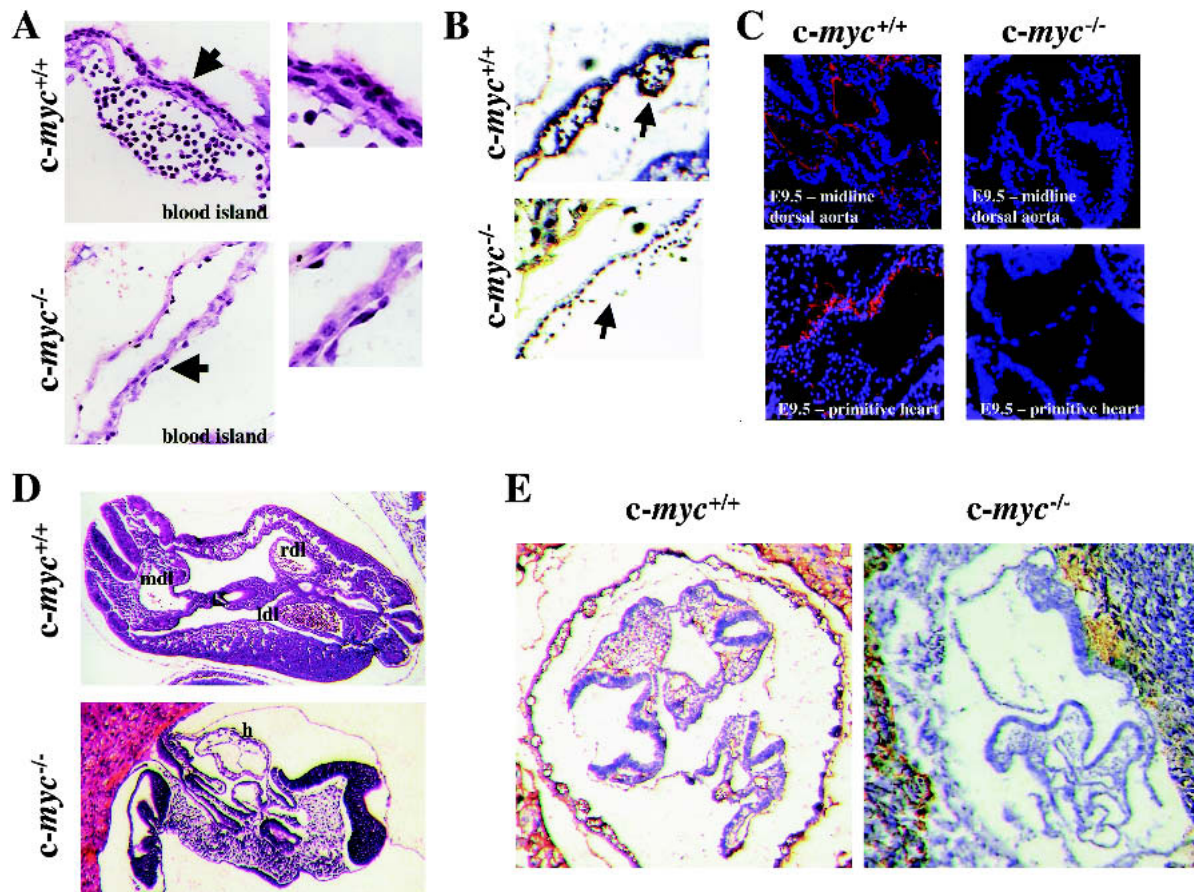 A
c-myc+/+
blood island
c-myc-/-
blood island
B
c-myc+/+
c-myc-/-
C
c-myc+/+
c-myc-/-
E9.5 – midline
dorsal aorta
E9.5 – midline
dorsal aorta
E9.5 – primitive heart
E9.5 – primitive heart
D
c-myc+/+
mdl
rdl
ldl
c-myc-/-
h
E
c-myc+/+
c-myc-/-